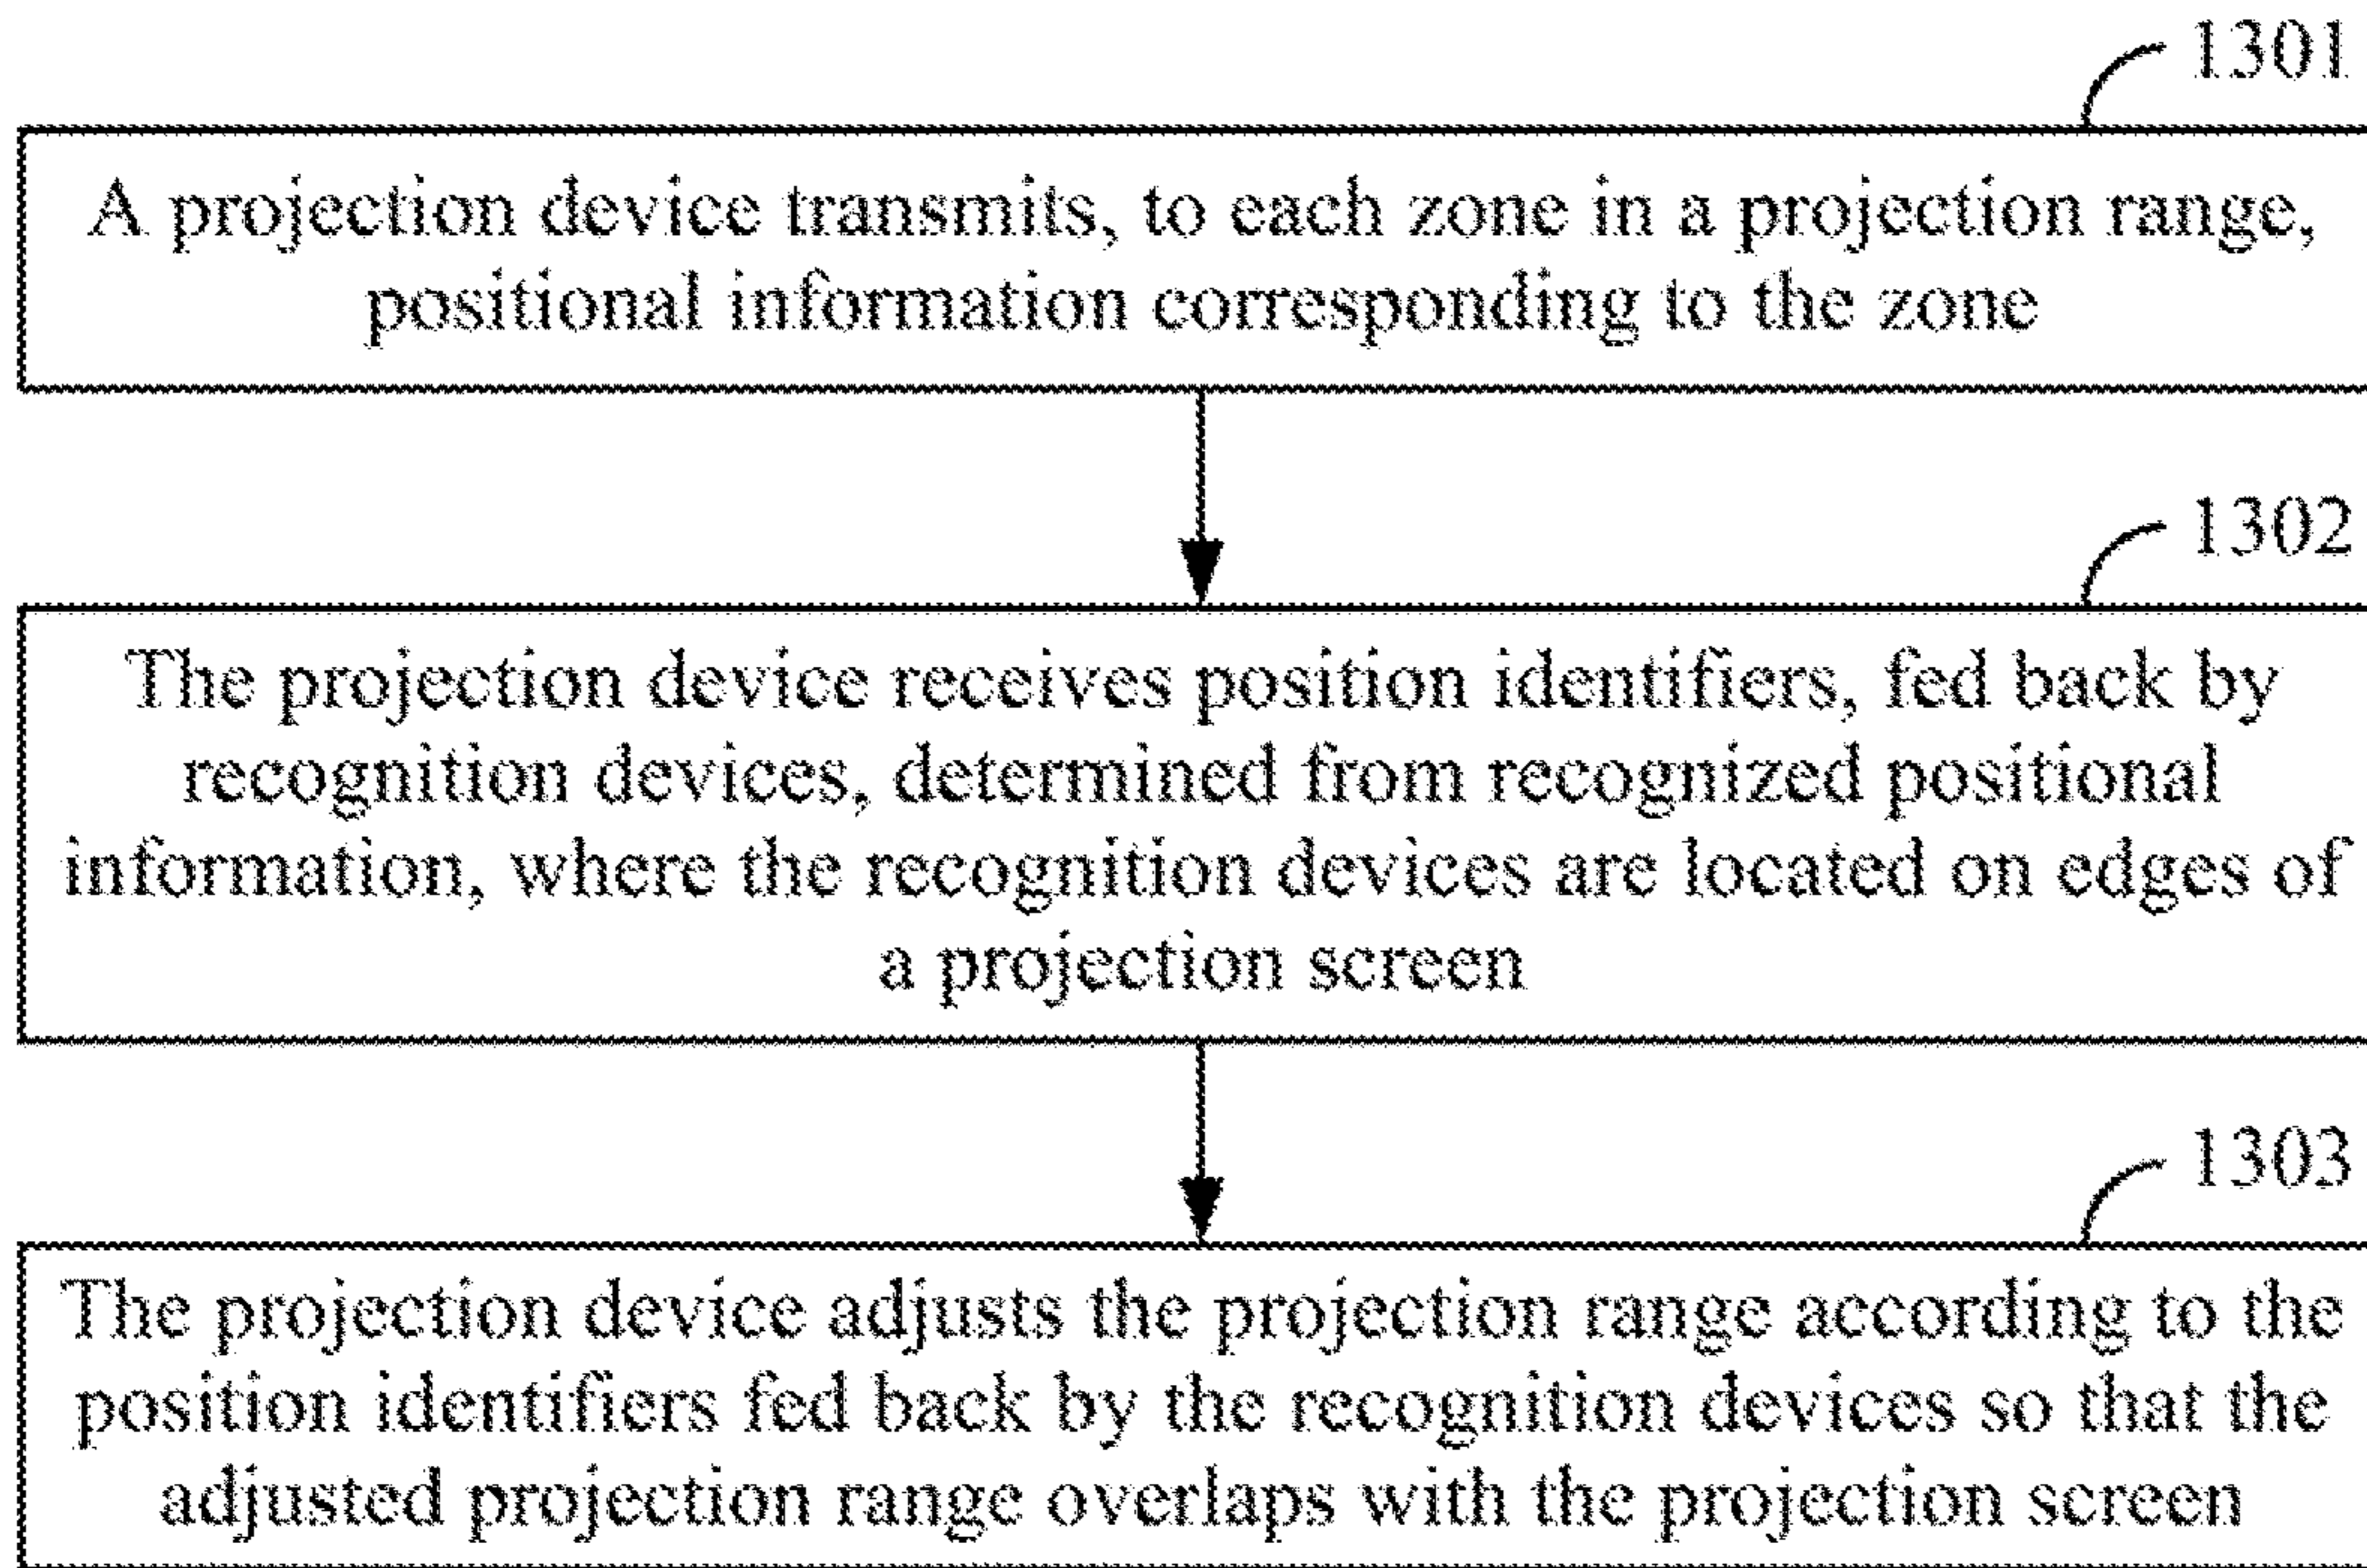 1301
A projection device transmits, to each zone in a projection range,
positional information corresponding to the zone
1302
The projection device receives position identifiers, fed back by
recognition devices, determined from recognized positional
information, where the recognition devices are located on edges of
a projection screen
1303
The projection device adjusts the projection range according to the
position identifiers fed back by the recognition devices so that the
adjusted projection range overlaps with the projection screen